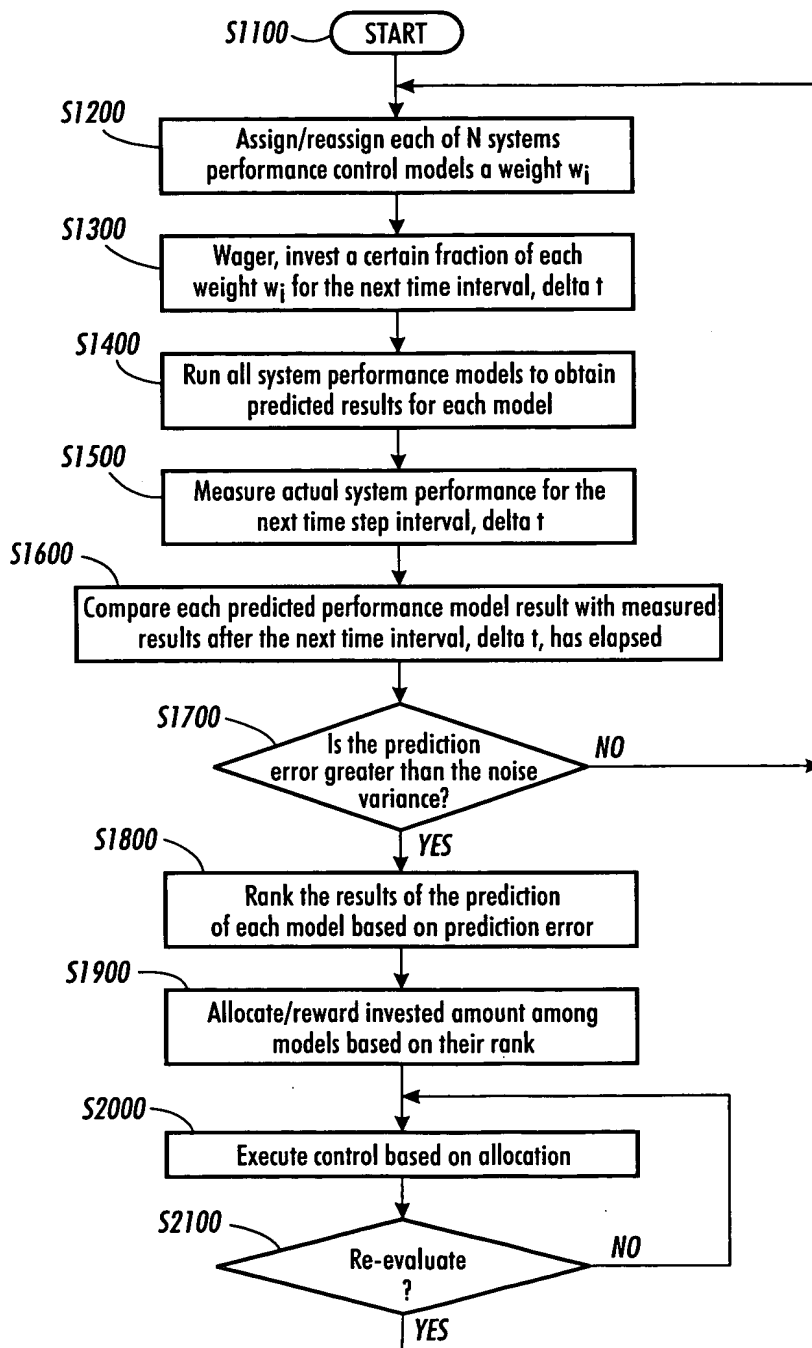 S1100
START
S1200
Assign/reassign each of N systems
performance control models a weight wi
S1300
Wager, invest a certain fraction of each
weight wi for the next time interval, delta t
S1400
Run all system performance models to obtain
predicted results for each model
S1500
Measure actual system performance for the
next time step interval, delta t
S1600
Compare each predicted performance model result with measured
results after the next time interval, delta t, has elapsed
S1700
Is the prediction
error greater than the noise
variance?
NO
YES
S1800
Rank the results of the prediction
of each model based on prediction error
S1900
Allocate/reward invested amount among
models based on their rank
S2000
Execute control based on allocation
S2100
Re-evaluate
?
NO
YES